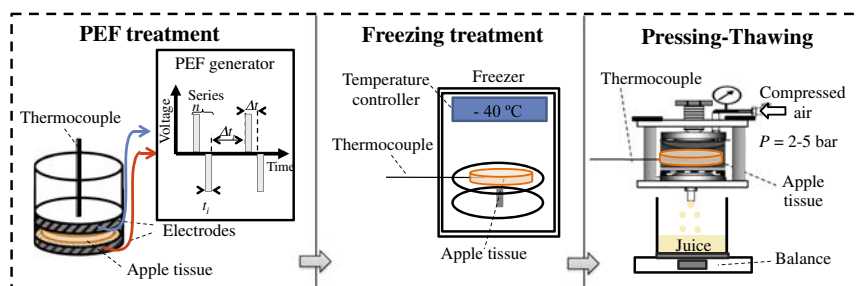 PEF treatment
PEF generator
Thermocouple
Voltage
Series
n
Δt
Δt
Time
t_i
Electrodes
Apple tissue
Freezing treatment
Freezer
Temperature
controller
- 40 ºC
Thermocouple
Apple tissue
Pressing-Thawing
Thermocouple
Compressed
air
P = 2-5 bar
Apple
tissue
Juice
Balance